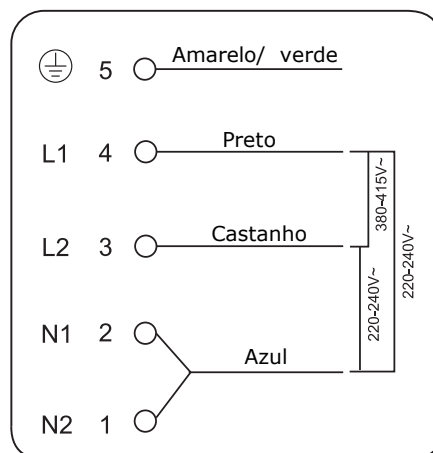 5 Amarelo/ verde
L1 4 Preto
380-415V~
L2 3 Castanho
220-240V~
220-240V~
N1 2
Azul
N2 1